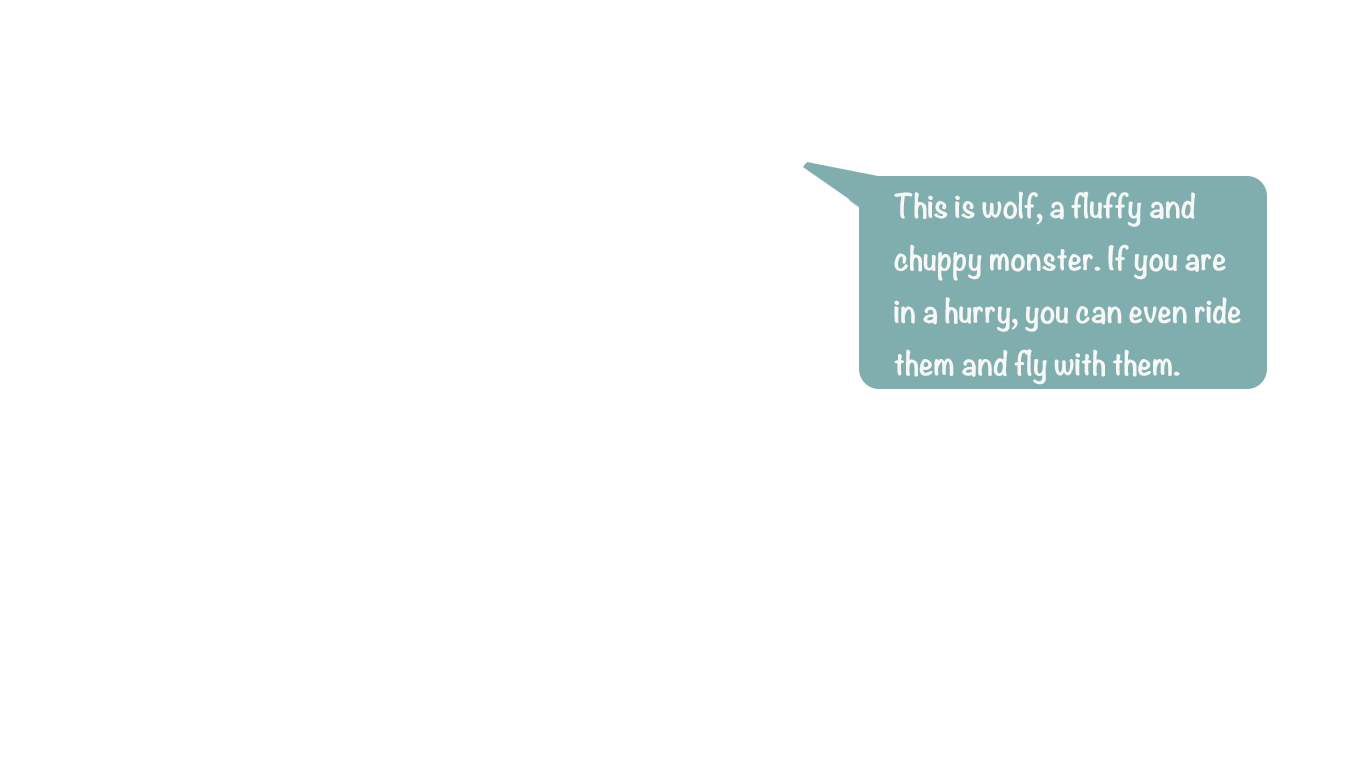 This is wolf, a fluffy and
chuppy monster. If you are
in a hurry, you can even ride
them and fly with them.